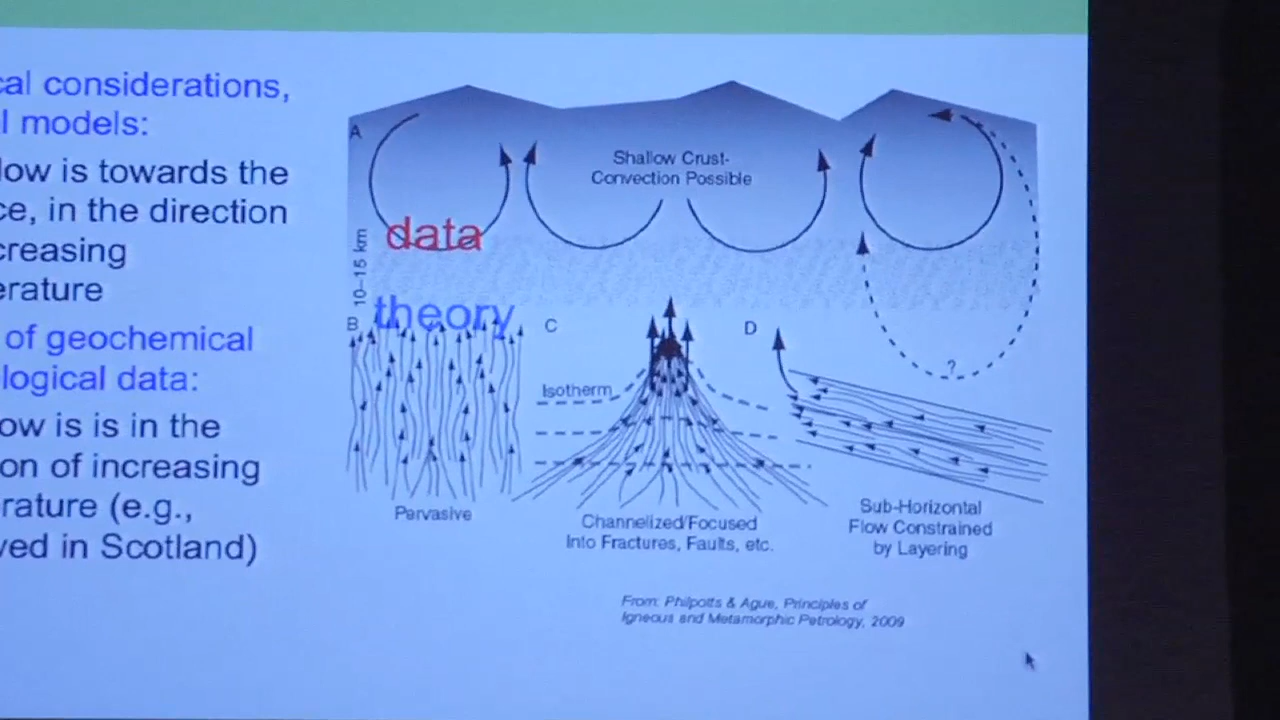 cal considerations,
l models:
low is towards the
ce, in the direction
creasing
erature
of geochemical
logical data:
ow is is in the
on of increasing
rature (e.g.,
ved in Scotland)
A
Shallow Crust-
Convection Possible
data
10–15 km
theory
B
C
D
?
Isotherm
Pervasive
Channelized/Focused
Into Fractures, Faults, etc.
Sub-Horizontal
Flow Constrained
by Layering
From: Philpotts & Ague, Principles of
Igneous and Metamorphic Petrology, 2009